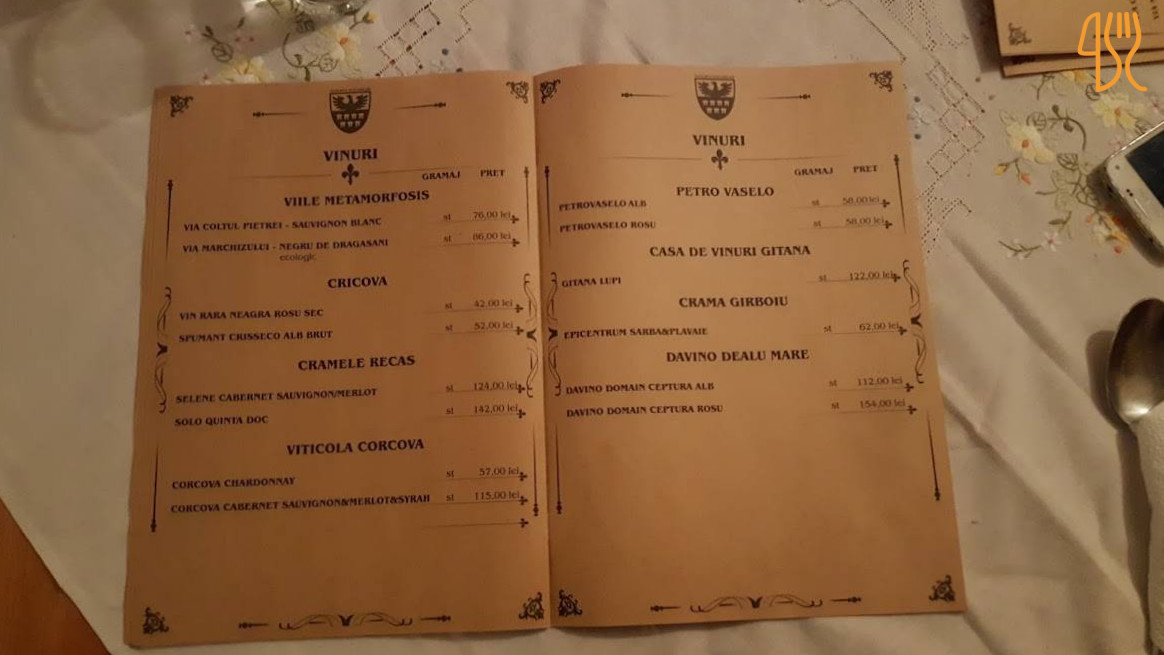 VINURI
GRAMAJ PRET
VIILE METAMORFOSIS
VIA COLTUL PIETREI - SAUVIGNON BLANC st 76,00 lei
VIA MARCHIZULUI - NEGRU DE DRAGASANI st 86,00 lei
ecologic
CRICOVA
VIN RARA NEAGRA ROSU SEC st 42,00 lei
SPUMANT CRISSECO ALB BRUT st 52,00 lei
CRAMELE RECAS
SELENE CABERNET SAUVIGNON/MERLOT st 124,00 lei
SOLO QUINTA DOC st 142,00 lei
VITICOLA CORCOVA
CORCOVA CHARDONNAY st 57,00 lei
CORCOVA CABERNET SAUVIGNON&MERLOT&SYRAH st 115,00 lei
VINURI
GRAMAJ PRET
PETRO VASELO
PETROVASELO ALB st 58,00 lei
PETROVASELO ROSU st 58,00 lei
CASA DE VINURI GITANA
GITANA LUPI st 122,00 lei
CRAMA GIRBOIU
EPICENTRUM SARBA&PLAVAIE st 62,00 lei
DAVINO DEALU MARE
DAVINO DOMAIN CEPTURA ALB st 112,00 lei
DAVINO DOMAIN CEPTURA ROSU st 154,00 lei